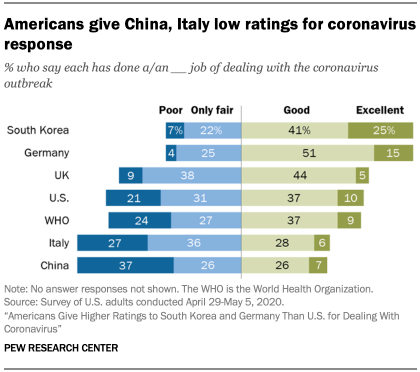 Americans give China, Italy low ratings for coronavirus
response
% who say each has done a/an __ job of dealing with the coronavirus
outbreak
Poor Only fair Good Excellent
South Korea 7% 22% 41% 25%
Germany 4 25 51 15
UK 9 38 44 5
U.S. 21 31 37 10
WHO 24 27 37 9
Italy 27 36 28 6
China 37 26 26 7
Note: No answer responses not shown. The WHO is the World Health Organization.
Source: Survey of U.S. adults conducted April 29-May 5, 2020.
“Americans Give Higher Ratings to South Korea and Germany Than U.S. for Dealing With
Coronavirus”
PEW RESEARCH CENTER